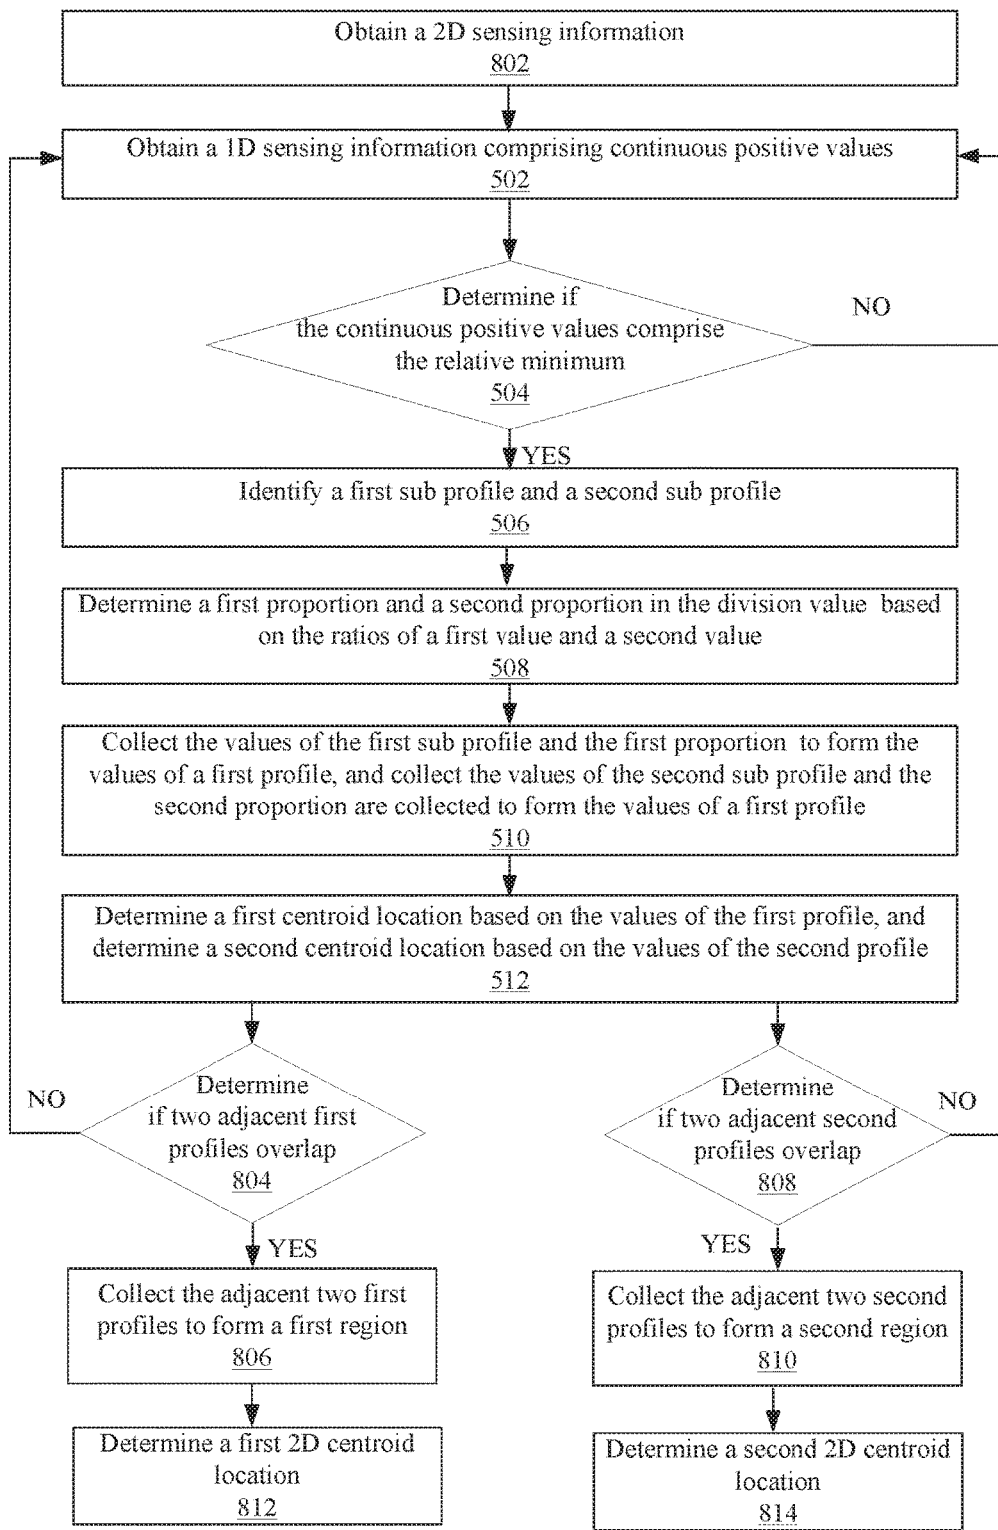 Obtain a 2D sensing information
802
Obtain a 1D sensing information comprising continuous positive values
502
Determine if
the continuous positive values comprise
the relative minimum
504
NO
YES
Identify a first sub profile and a second sub profile
506
Determine a first proportion and a second proportion in the division value based
on the ratios of a first value and a second value
508
Collect the values of the first sub profile and the first proportion to form the
values of a first profile, and collect the values of the second sub profile and the
second proportion are collected to form the values of a first profile
510
Determine a first centroid location based on the values of the first profile, and
determine a second centroid location based on the values of the second profile
512
NO
Determine
if two adjacent first
profiles overlap
804
Determine
if two adjacent second
profiles overlap
808
NO
YES
YES
Collect the adjacent two first
profiles to form a first region
806
Collect the adjacent two second
profiles to form a second region
810
Determine a first 2D centroid
location
812
Determine a second 2D centroid
location
814